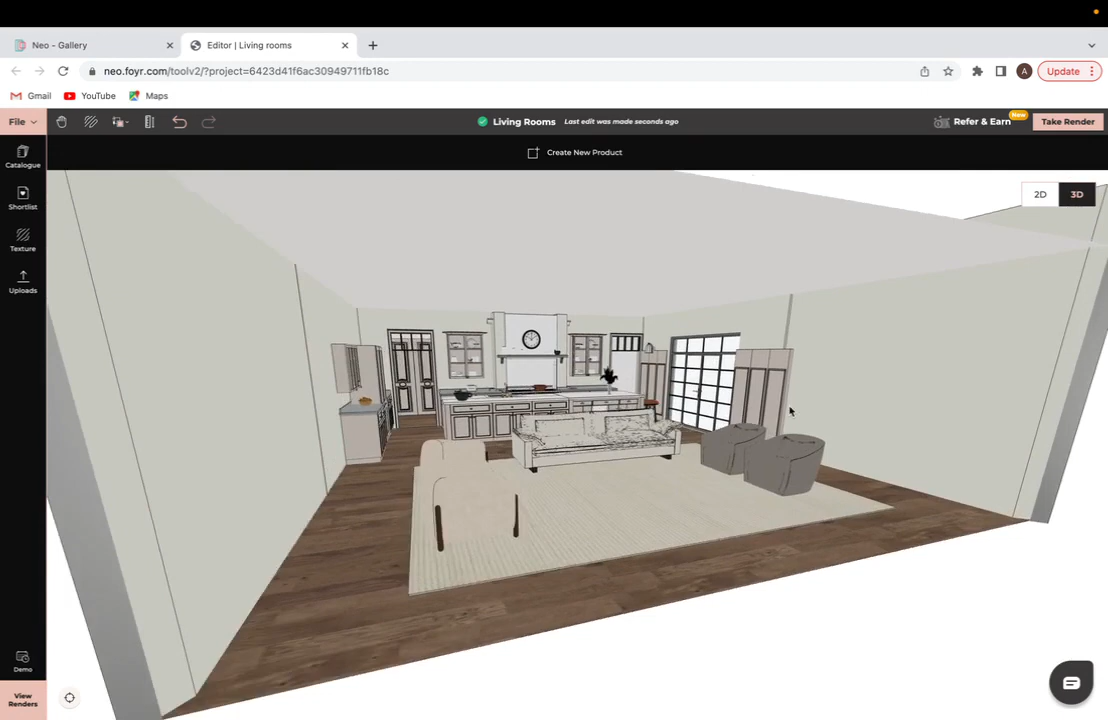 Neo - Gallery
Editor | Living rooms
neo.foyr.com/toolv2/?project=6423d41f6ac30949711fb18c
A
Update
Gmail
YouTube
Maps
File
Living Rooms
Last edit was made seconds ago
Refer & Earn
New
Take Render
Create New Product
Catalogue
Shortlist
Texture
Uploads
2D
3D
Demo
View
Renders